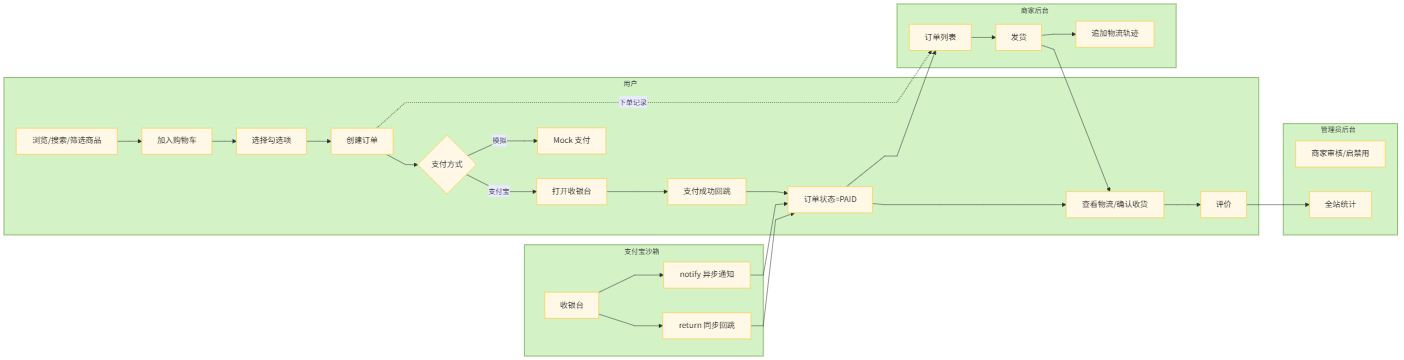 商家后台
订单列表
发货
追加物流轨迹
用户
下单记录
浏览/搜索/筛选商品
加入购物车
选择勾选项
创建订单
支付方式
模拟
Mock 支付
支付宝
打开收银台
支付成功回跳
订单状态=PAID
查看物流/确认收货
评价
管理员后台
商家审核/启禁用
全站统计
支付宝沙箱
收银台
notify 异步通知
return 同步回跳